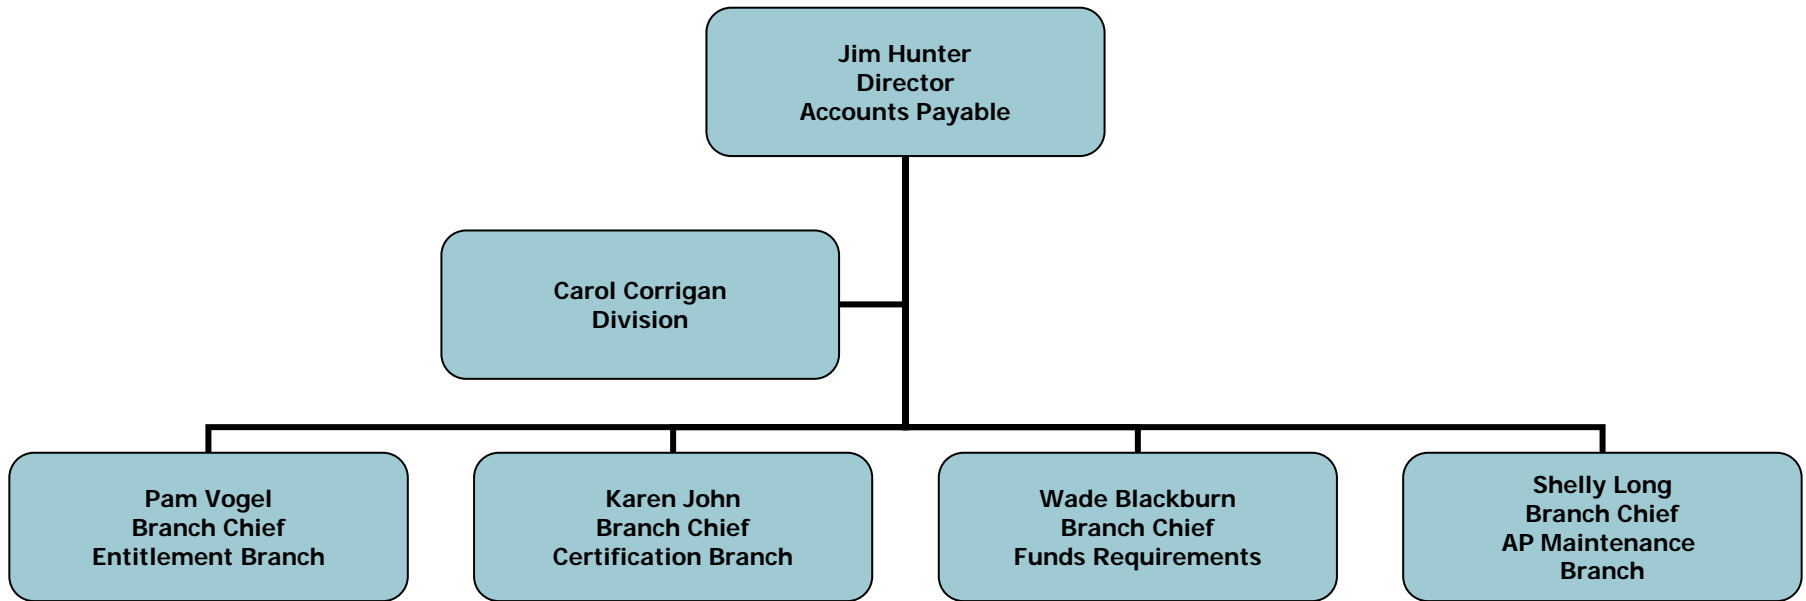 Jim Hunter
Director
Accounts Payable
Carol Corrigan
Division
Pam Vogel
Branch Chief
Entitlement Branch
Karen John
Branch Chief
Certification Branch
Wade Blackburn
Branch Chief
Funds Requirements
Shelly Long
Branch Chief
AP Maintenance
Branch